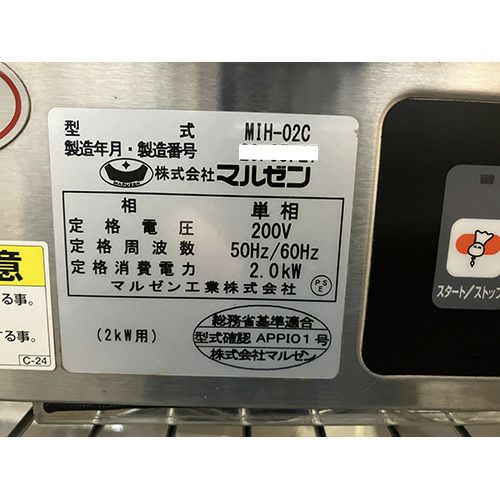 型式 MIH-02C
製造年月・製造番号
MARUZEN 株式会社マルゼン
相 単相
定格電圧 200V
定格周波数 50Hz/60Hz
定格消費電力 2.0kW
マルゼン工業株式会社 PSE
(2kW用)
総務省基準適合
型式確認 APPI01号
株式会社マルゼン
意
る事。
する事。
C-24
スタート/ストップ